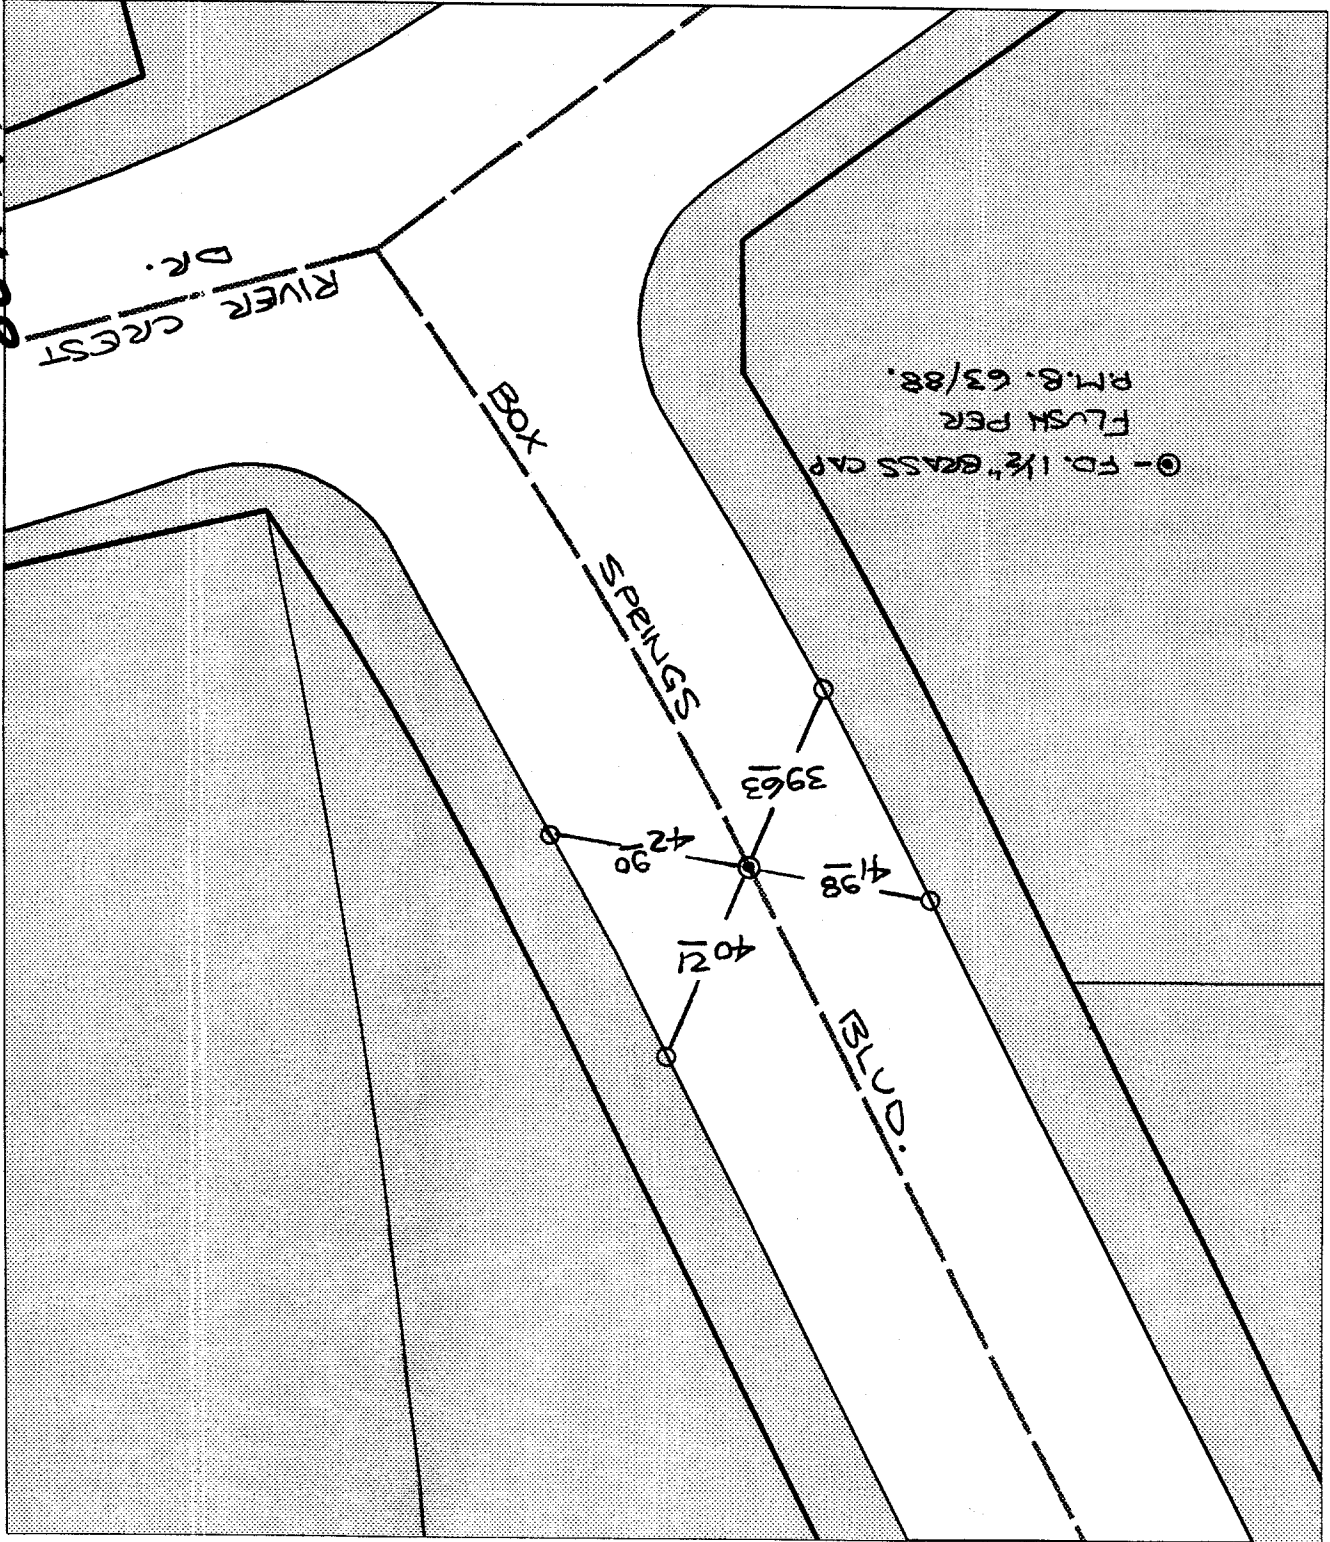 ⊙ - FD. 1½" BRASS CAP
FLUSH PER
P.M.B. 63/88.
RIVER CREST
DR.
BOX
SPRINGS
BLVD.
39 63
42 90
41 98
40 21